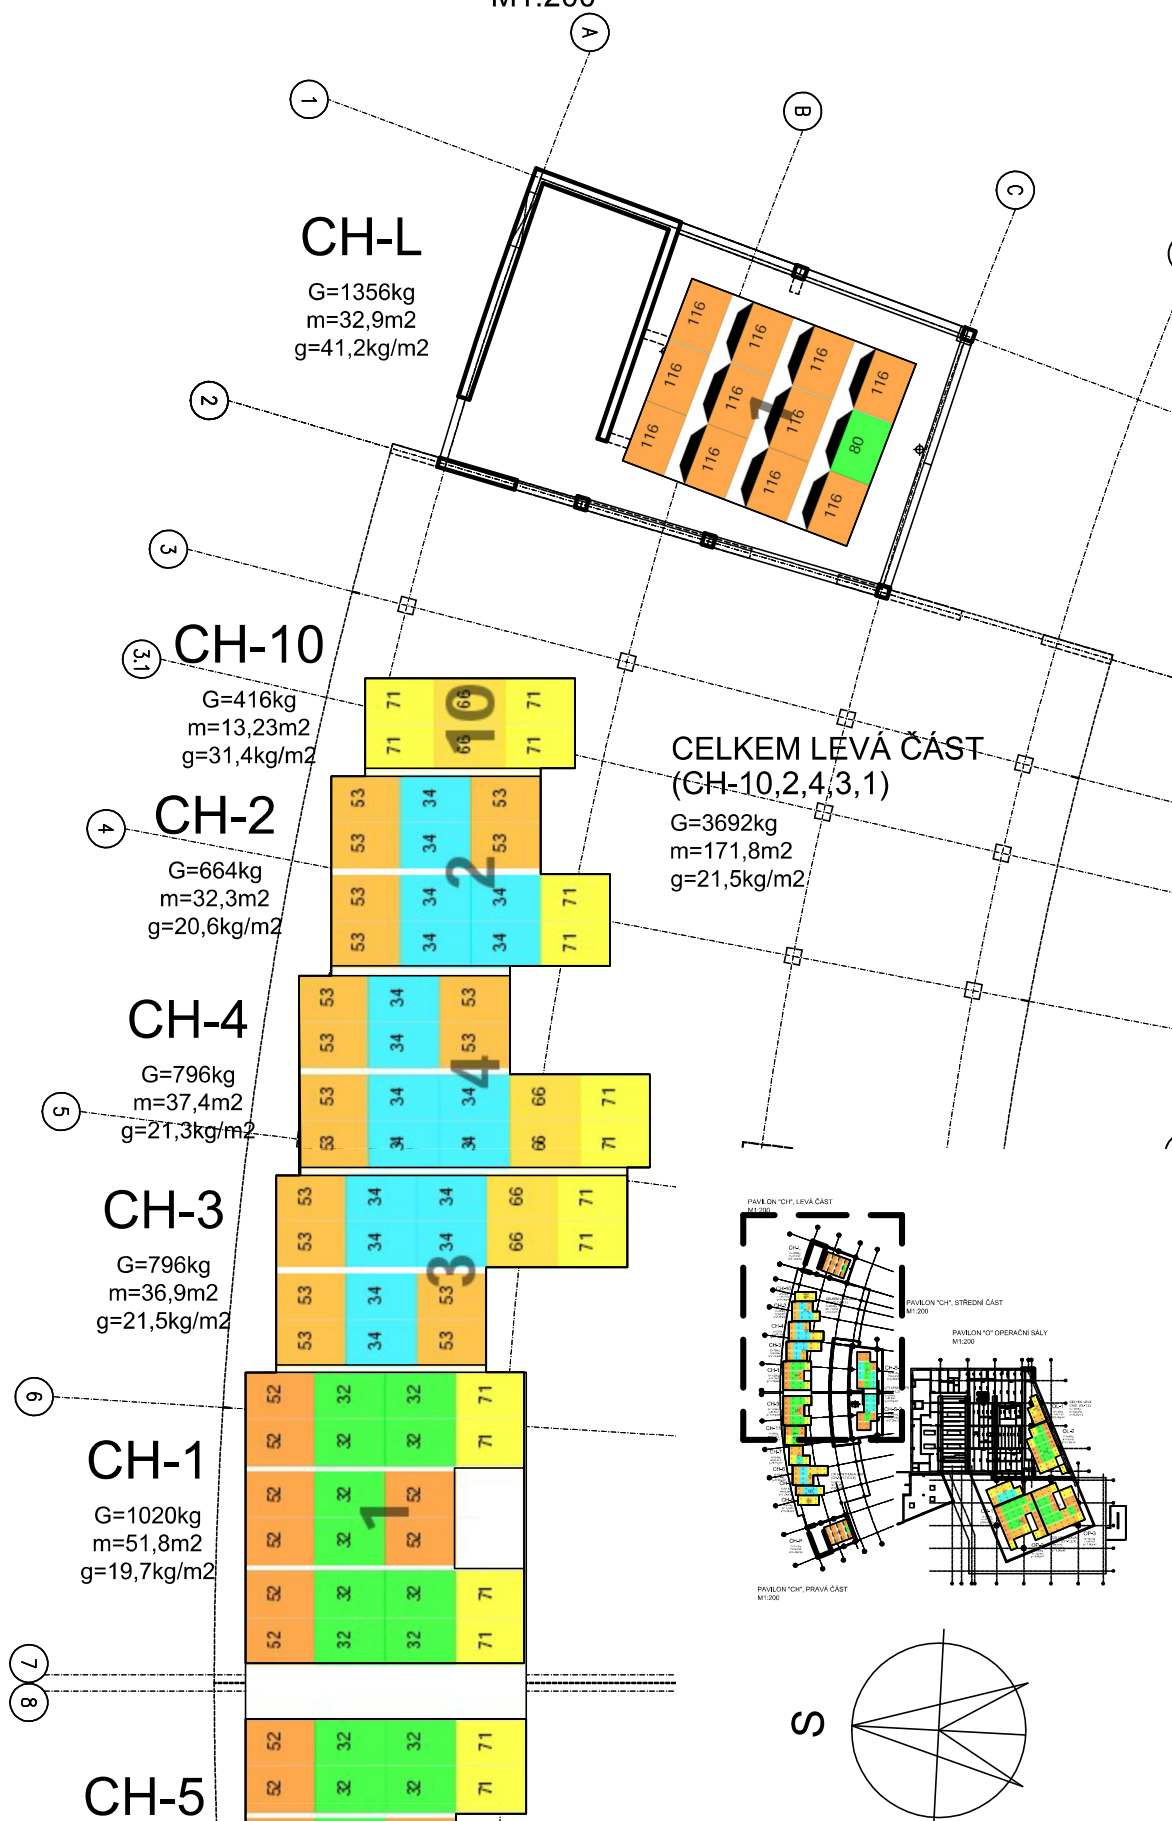 M1:200
A
1
B
C
CH-L
G=1356kg
m=32,9m2
g=41,2kg/m2
116 116 116 116
116 116 116 80
116 116 116 116
1
2
3
3.1
CH-10
G=416kg
m=13,23m2
g=31,4kg/m2
71 66 71
71 66 71
10
CELKEM LEVÁ ČÁST
(CH-10,2,4,3,1)
G=3692kg
m=171,8m2
g=21,5kg/m2
4
CH-2
G=664kg
m=32,3m2
g=20,6kg/m2
53 34 53
53 34 53
2
53 34 34 71
53 34 34 71
CH-4
G=796kg
m=37,4m2
g=21,3kg/m2
53 34 53
53 34 53
4
53 34 34 66 71
53 34 34 66 71
5
CH-3
G=796kg
m=36,9m2
g=21,5kg/m2
53 34 34 66 71
53 34 34 66 71
3
53 34 53
53 34 53
6
CH-1
G=1020kg
m=51,8m2
g=19,7kg/m2
52 32 32 71
52 32 32 71
52 32 52
52 32 52
1
52 32 32 71
52 32 32 71
7
8
CH-5
52 32 32 71
52 32 32 71
PAVILON "CH", LEVÁ ČÁST
M1:200
PAVILON "CH", STŘEDNÍ ČÁST
M1:200
PAVILON "O" OPERAČNÍ SÁLY
M1:200
PAVILON "CH", PRAVÁ ČÁST
M1:200
S